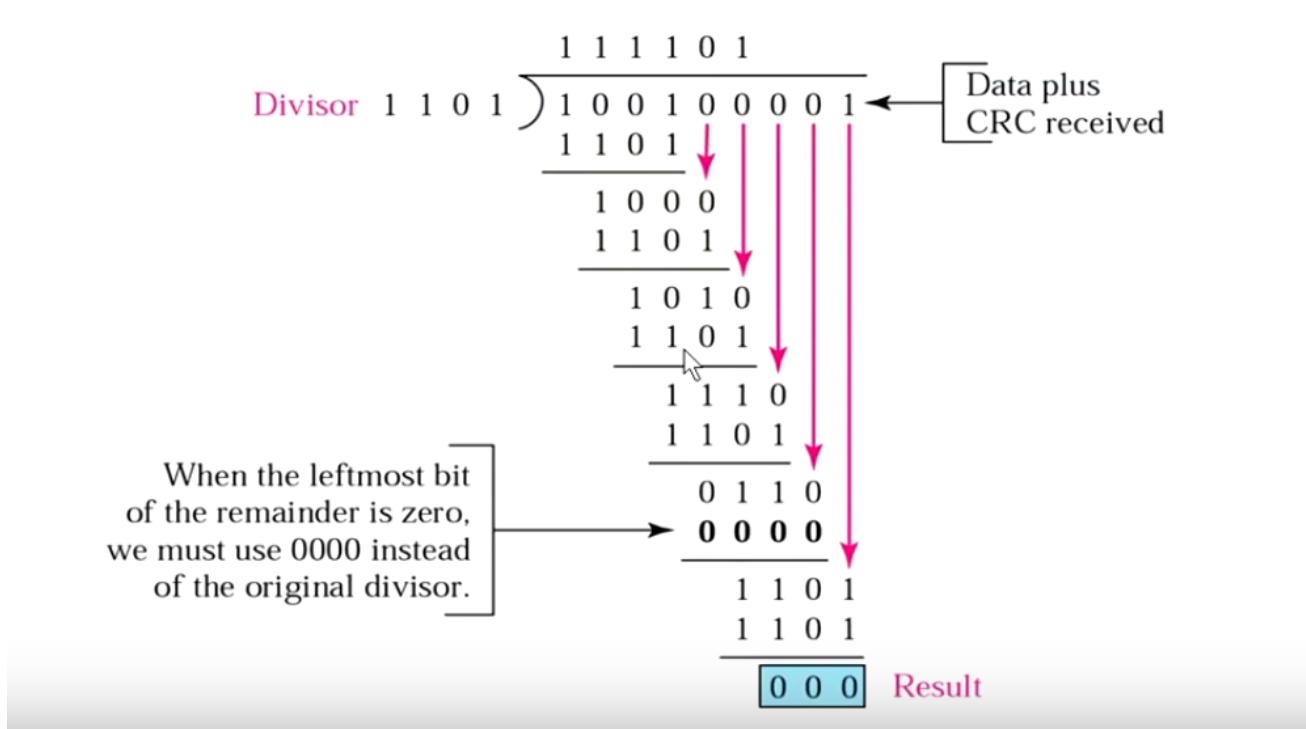 1 1 1 1 0 1
Divisor 1 1 0 1 1 0 0 1 0 0 0 0 1
Data plus
CRC received
1 1 0 1
1 0 0 0
1 1 0 1
1 0 1 0
1 1 0 1
1 1 1 0
1 1 0 1
When the leftmost bit
of the remainder is zero,
we must use 0000 instead
of the original divisor.
0 1 1 0
0 0 0 0
1 1 0 1
1 1 0 1
0 0 0 Result